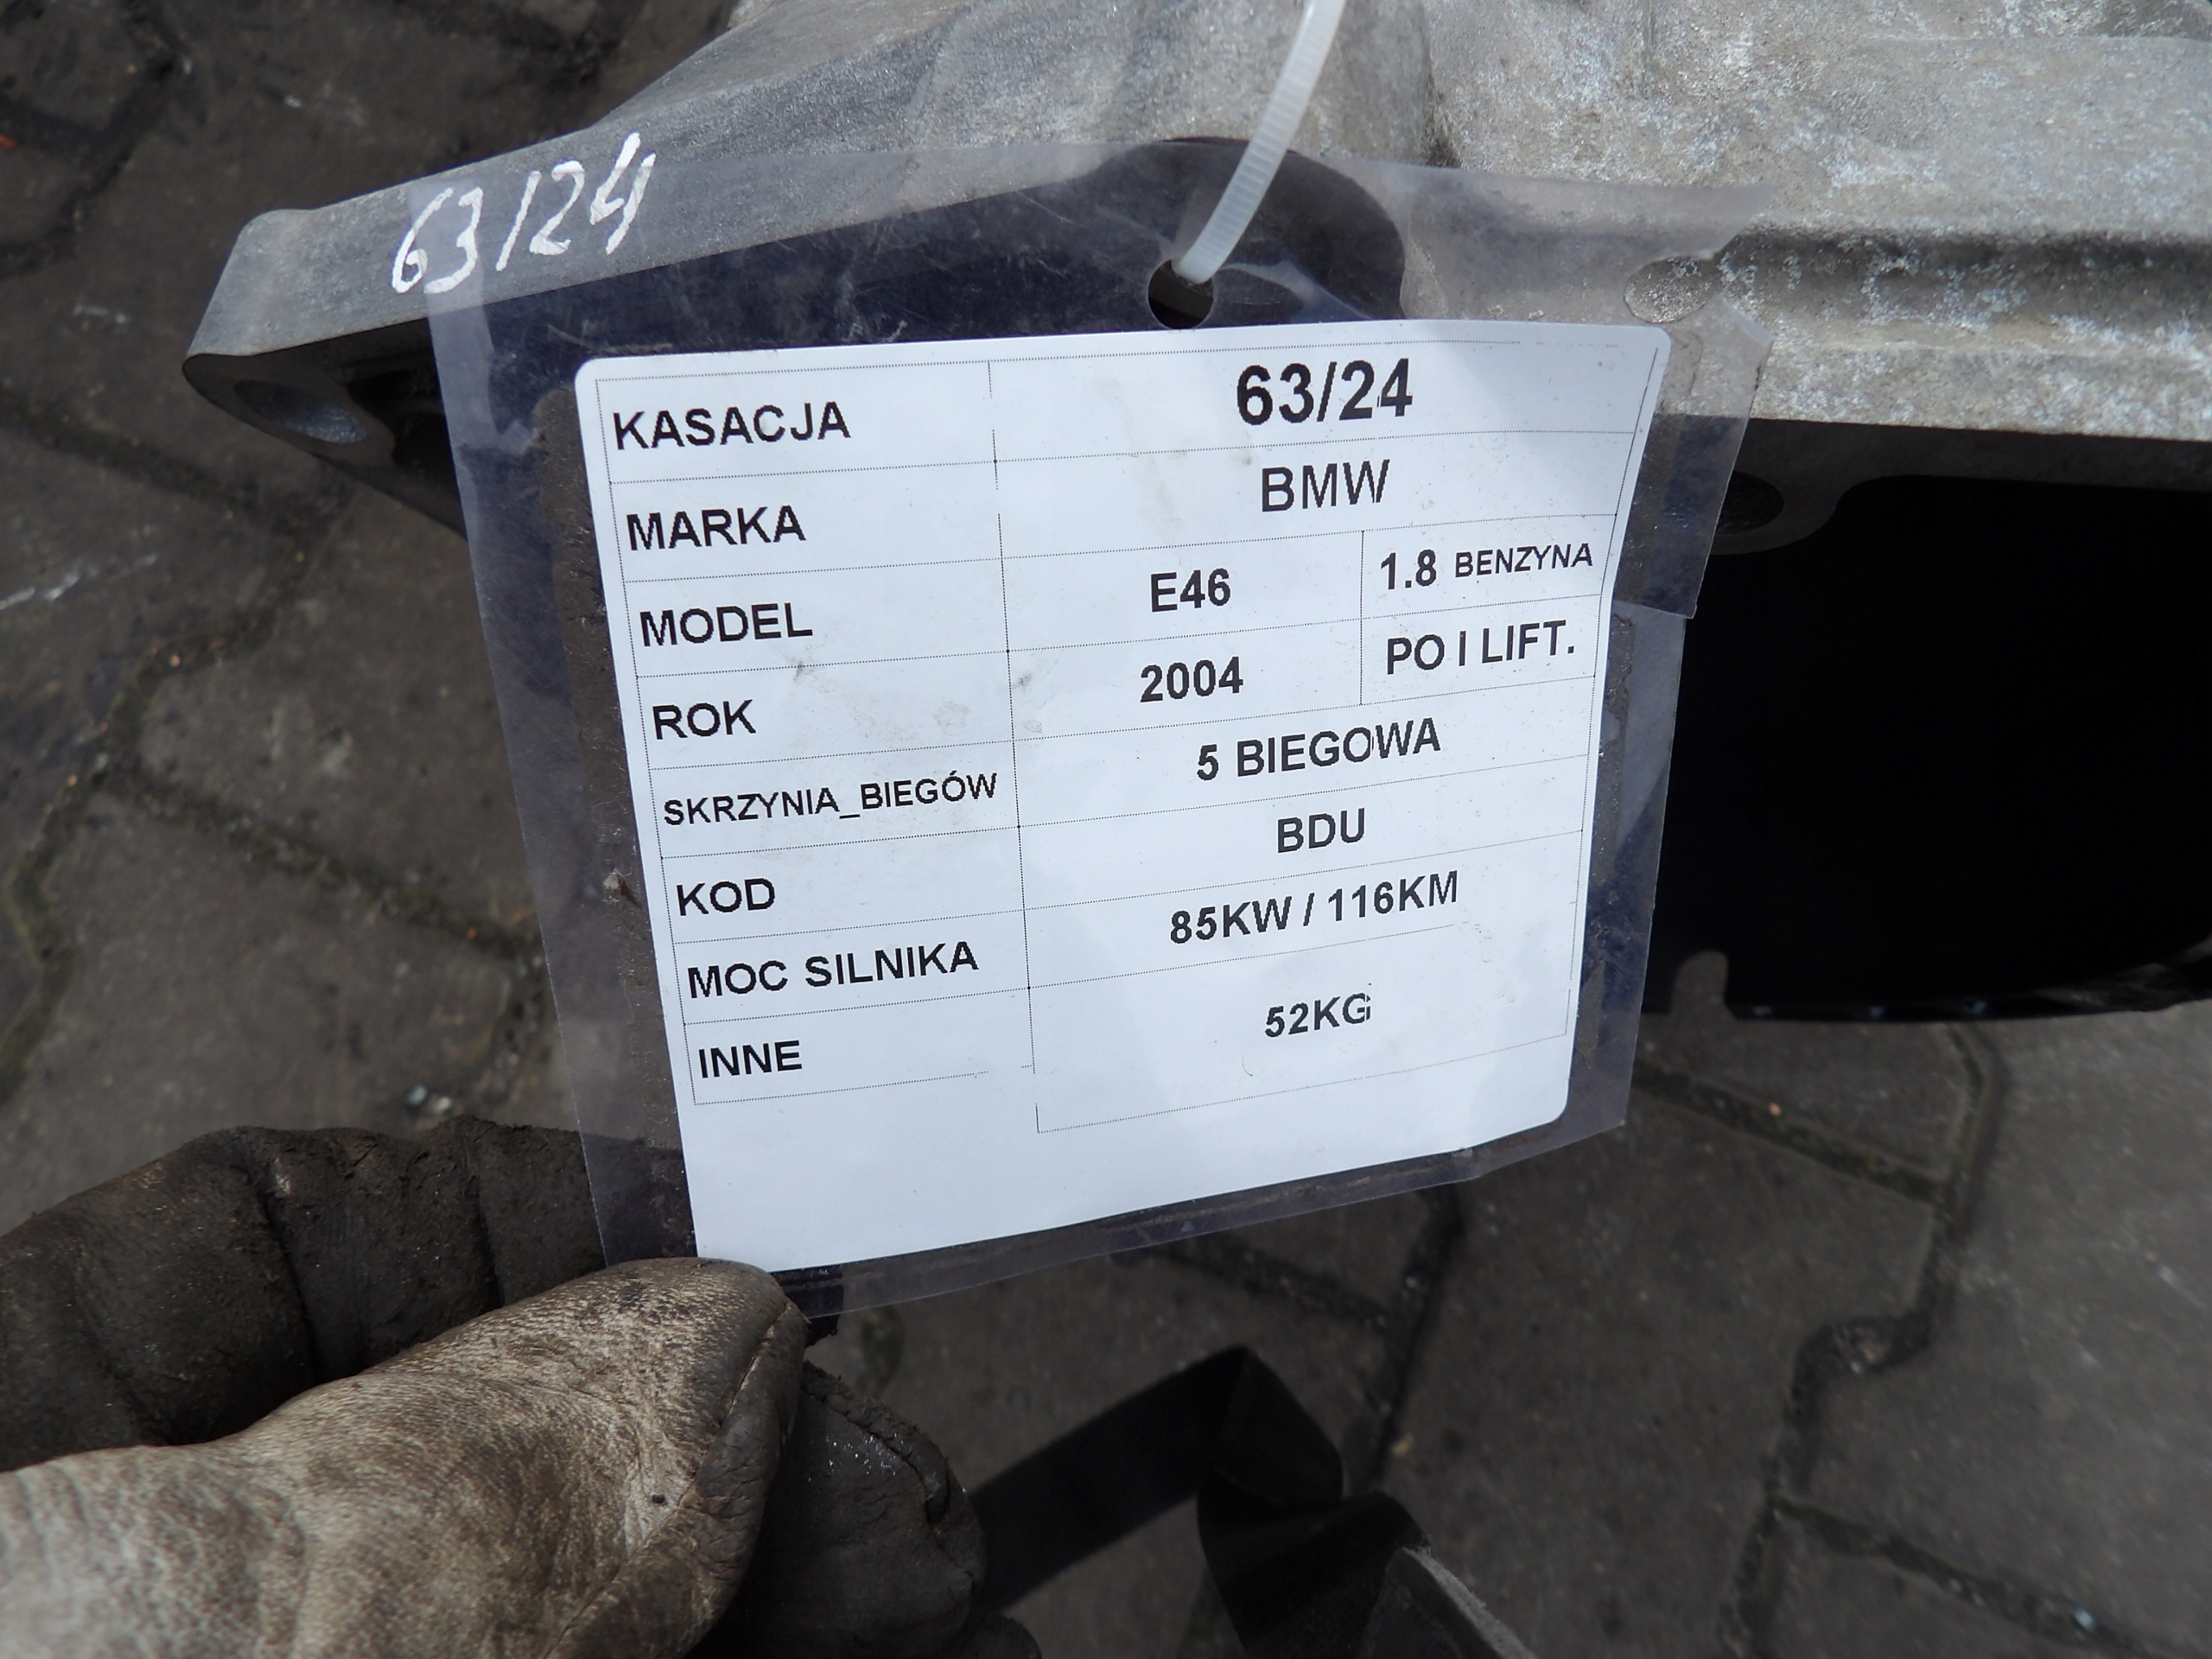 63/24
KASACJA 63/24
MARKA BMW
MODEL E46 1.8 BENZYNA
ROK 2004 PO I LIFT.
SKRZYNIA_BIEGÓW 5 BIEGOWA
KOD BDU
MOC SILNIKA 85KW / 116KM
INNE 52KG